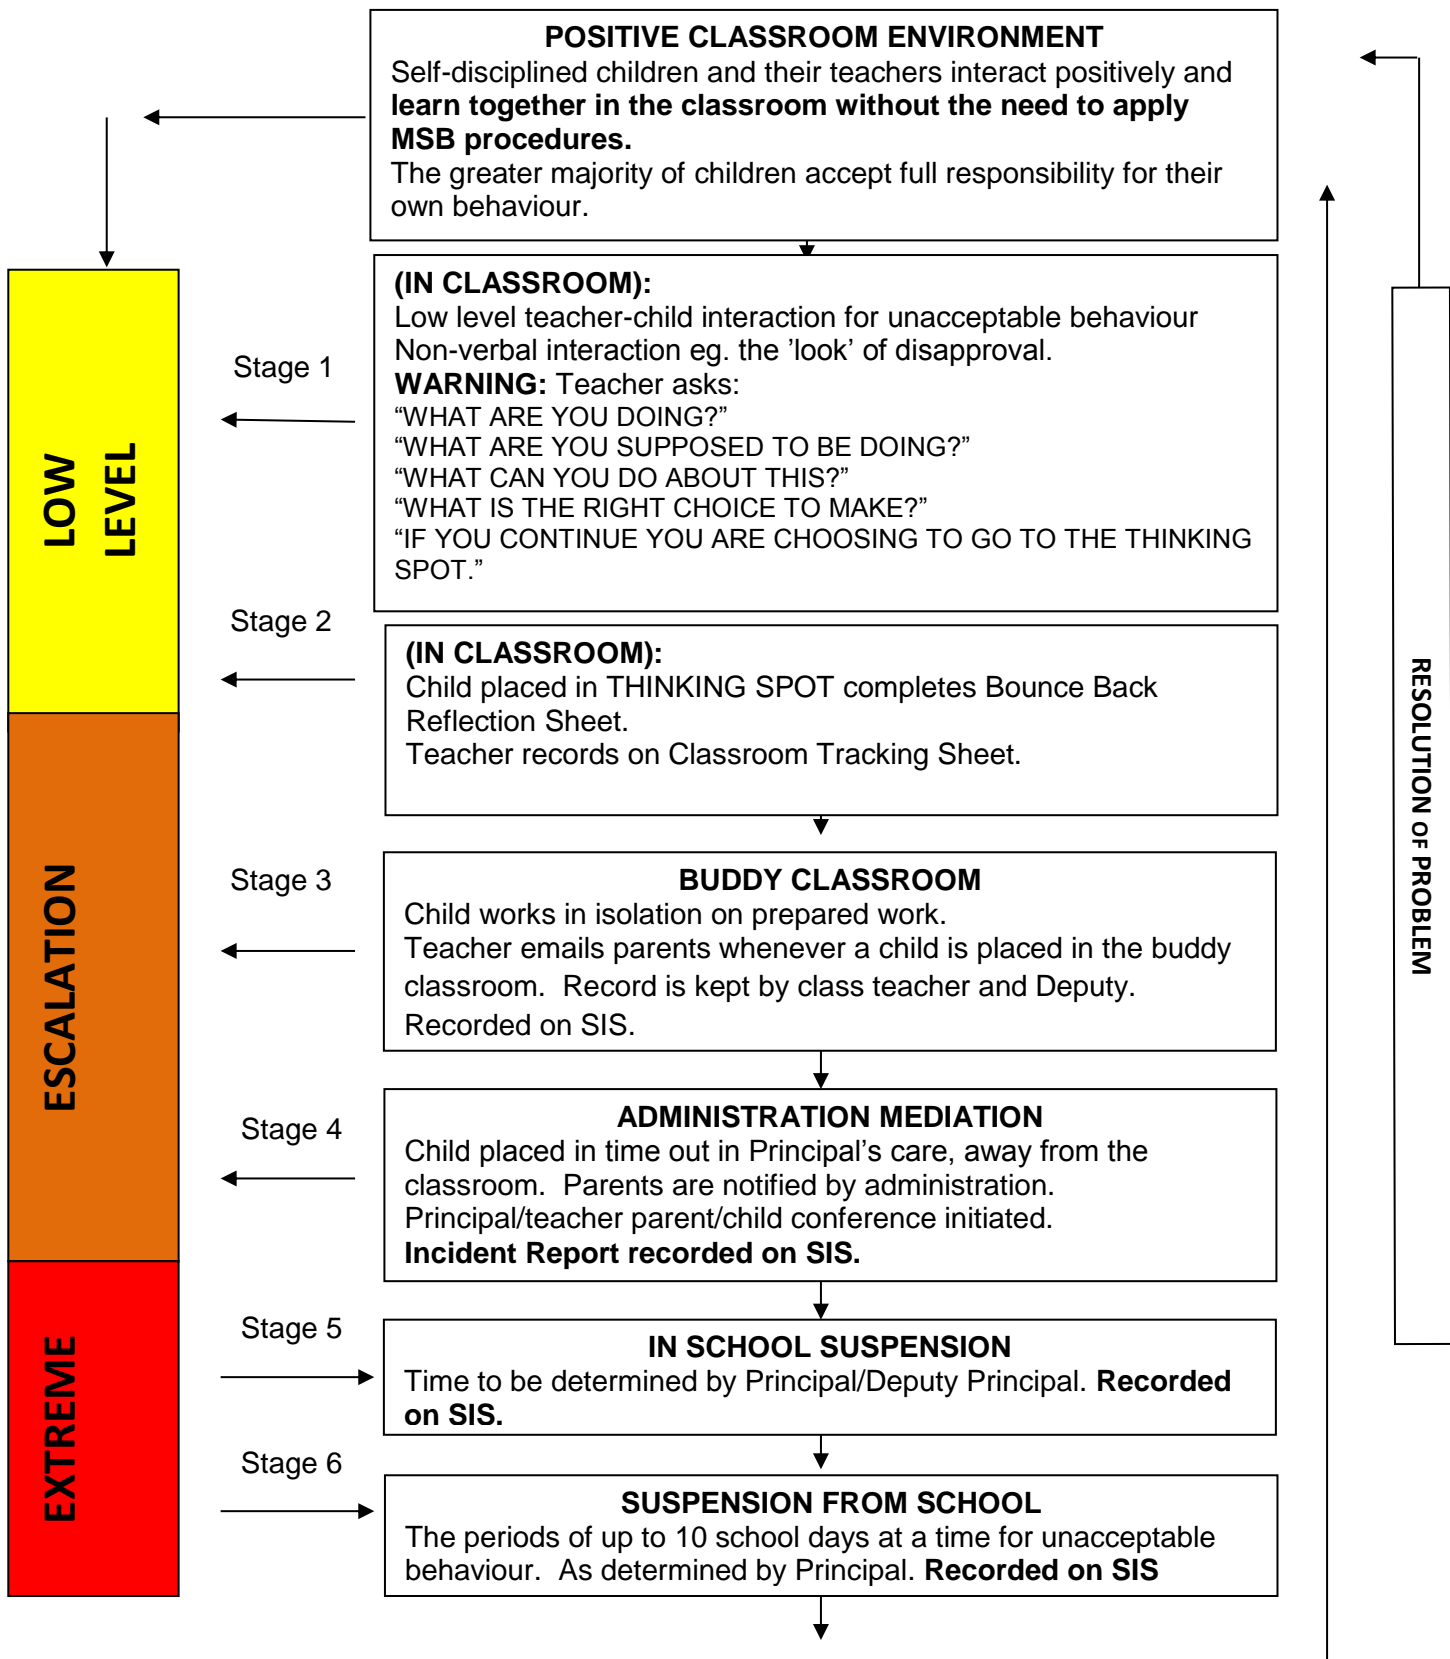 POSITIVE CLASSROOM ENVIRONMENT
Self-disciplined children and their teachers interact positively and
learn together in the classroom without the need to apply
MSB procedures.
The greater majority of children accept full responsibility for their
own behaviour.
LOW
LEVEL
Stage 1
(IN CLASSROOM):
Low level teacher-child interaction for unacceptable behaviour
Non-verbal interaction eg. the ’look’ of disapproval.
WARNING: Teacher asks:
“WHAT ARE YOU DOING?”
“WHAT ARE YOU SUPPOSED TO BE DOING?”
“WHAT CAN YOU DO ABOUT THIS?”
“WHAT IS THE RIGHT CHOICE TO MAKE?”
“IF YOU CONTINUE YOU ARE CHOOSING TO GO TO THE THINKING
SPOT.”
Stage 2
(IN CLASSROOM):
Child placed in THINKING SPOT completes Bounce Back
Reflection Sheet.
Teacher records on Classroom Tracking Sheet.
ESCALATION
Stage 3
BUDDY CLASSROOM
Child works in isolation on prepared work.
Teacher emails parents whenever a child is placed in the buddy
classroom.  Record is kept by class teacher and Deputy.
Recorded on SIS.
Stage 4
ADMINISTRATION MEDIATION
Child placed in time out in Principal’s care, away from the
classroom.  Parents are notified by administration.
Principal/teacher parent/child conference initiated.
Incident Report recorded on SIS.
EXTREME
Stage 5
IN SCHOOL SUSPENSION
Time to be determined by Principal/Deputy Principal. Recorded
on SIS.
Stage 6
SUSPENSION FROM SCHOOL
The periods of up to 10 school days at a time for unacceptable
behaviour.  As determined by Principal. Recorded on SIS
RESOLUTION OF PROBLEM